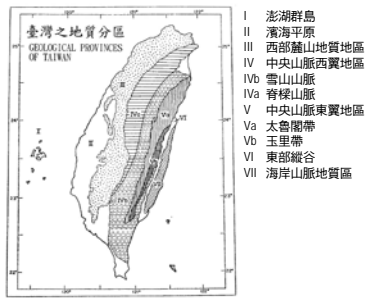 臺灣之地質分區
GEOLOGICAL PROVINCES
OF TAIWAN
I 澎湖群島
II 濱海平原
III 西部麓山地質地區
IV 中央山脈西翼地區
IVb 雪山山脈
IVa 脊樑山脈
V 中央山脈東翼地區
Va 太魯閣帶
Vb 玉里帶
VI 東部縱谷
VII 海岸山脈地質區
I
II
III
VI